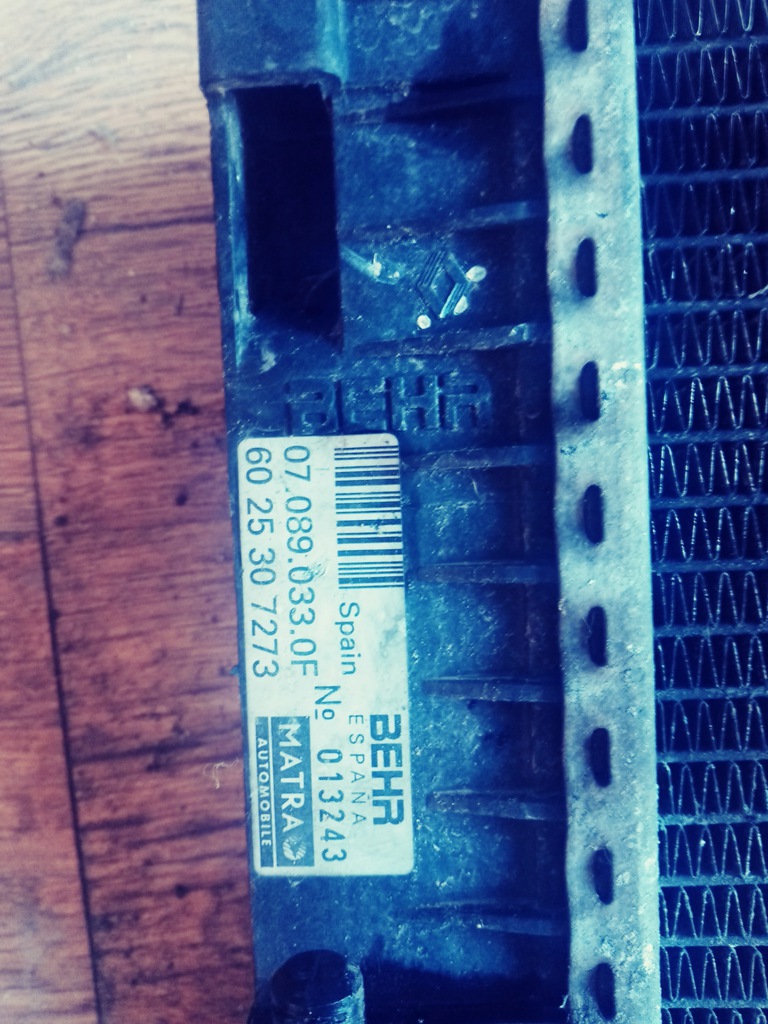 BEHR
BEHR
ESPAÑA
Spain
Nº 013243
07.089.033.0F
60 25 30 7273
MATRA
AUTOMOBILE